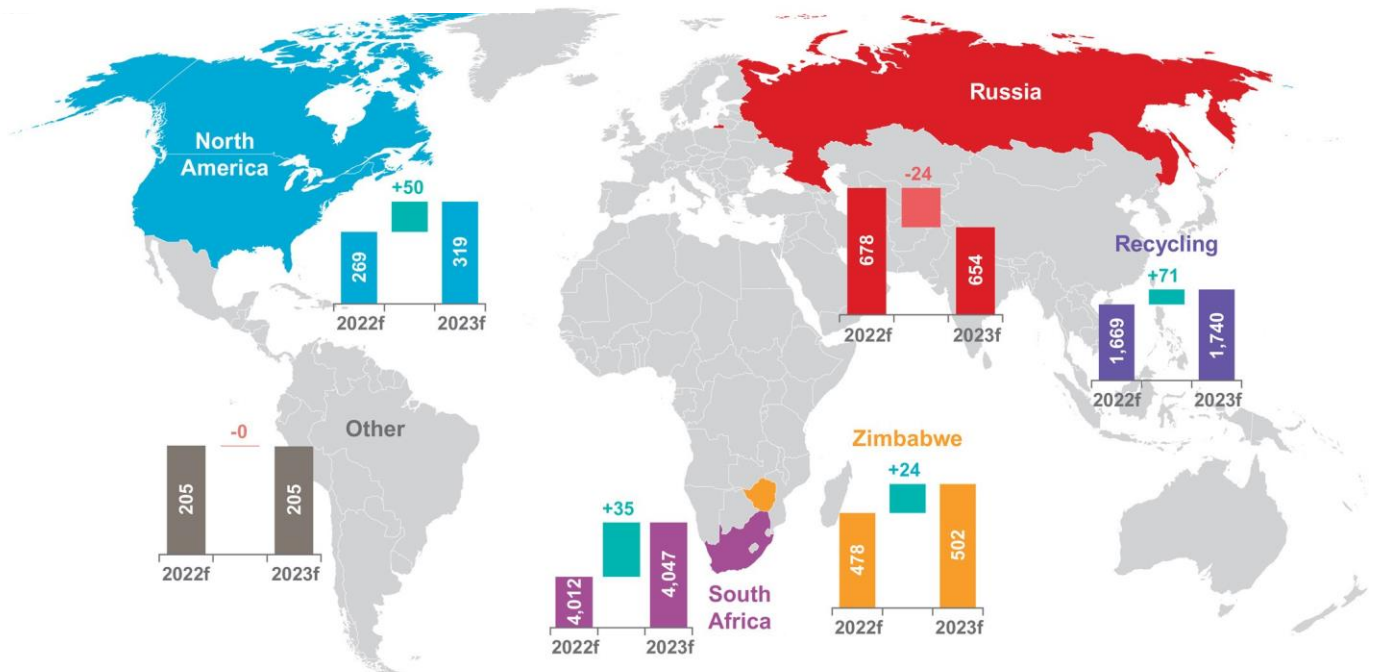 North
America
+50
269
319
2022f
2023f
Russia
-24
678
654
2022f
2023f
Recycling
+71
1,669
1,740
2022f
2023f
Other
-0
205
205
2022f
2023f
South
Africa
+35
4,012
4,047
2022f
2023f
Zimbabwe
+24
478
502
2022f
2023f